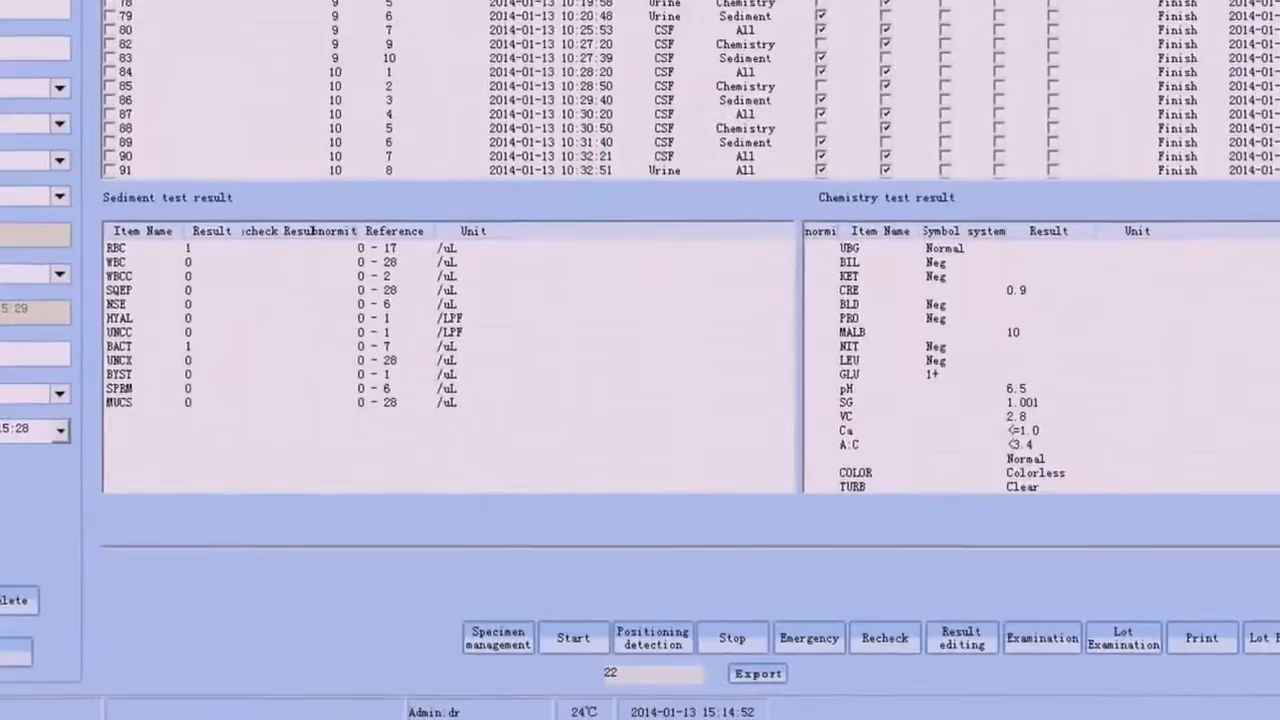 78 9 5 2014-01-13 10:19:58 Urine Chemistry Finish 2014-01-
79 9 6 2014-01-13 10:20:48 Urine Sediment Finish 2014-01-
80 9 7 2014-01-13 10:25:53 CSF All Finish 2014-01-
82 9 9 2014-01-13 10:27:20 CSF Chemistry Finish 2014-01-
83 9 10 2014-01-13 10:27:39 CSF Sediment Finish 2014-01-
84 10 1 2014-01-13 10:28:20 CSF All Finish 2014-01-
85 10 2 2014-01-13 10:28:50 CSF Chemistry Finish 2014-01-
86 10 3 2014-01-13 10:29:40 CSF Sediment Finish 2014-01-
87 10 4 2014-01-13 10:30:20 CSF All Finish 2014-01-
88 10 5 2014-01-13 10:30:50 CSF Chemistry Finish 2014-01-
89 10 6 2014-01-13 10:31:40 CSF Sediment Finish 2014-01-
90 10 7 2014-01-13 10:32:21 CSF All Finish 2014-01-
91 10 8 2014-01-13 10:32:51 Urine All Finish 2014-01-
5:29
15:28
lete
Sediment test result
Item Name Result check Resul bnormit Reference Unit
RBC 1 0 - 17 /uL
WBC 0 0 - 28 /uL
WBCC 0 0 - 2 /uL
SQEP 0 0 - 28 /uL
NSE 0 0 - 6 /uL
HYAL 0 0 - 1 /LPF
UNCC 0 0 - 1 /LPF
BACT 1 0 - 7 /uL
UNCX 0 0 - 28 /uL
BYST 0 0 - 1 /uL
SPRM 0 0 - 6 /uL
MUCS 0 0 - 28 /uL
Chemistry test result
normi Item Name Symbol system Result Unit
UBG Normal
BIL Neg
KET Neg
CRE 0.9
BLD Neg
PRO Neg
MALB 10
NIT Neg
LEU Neg
GLU 1+
pH 6.5
SG 1.001
VC 2.8
Ca <=1.0
A:C <3.4
Normal
COLOR Colorless
TURB Clear
Specimen management
Start
Positioning detection
Stop
Emergency
Recheck
Result editing
Examination
Lot Examination
Print
Lot
22 Export
Admin:dr 24℃ 2014-01-13 15:14:52